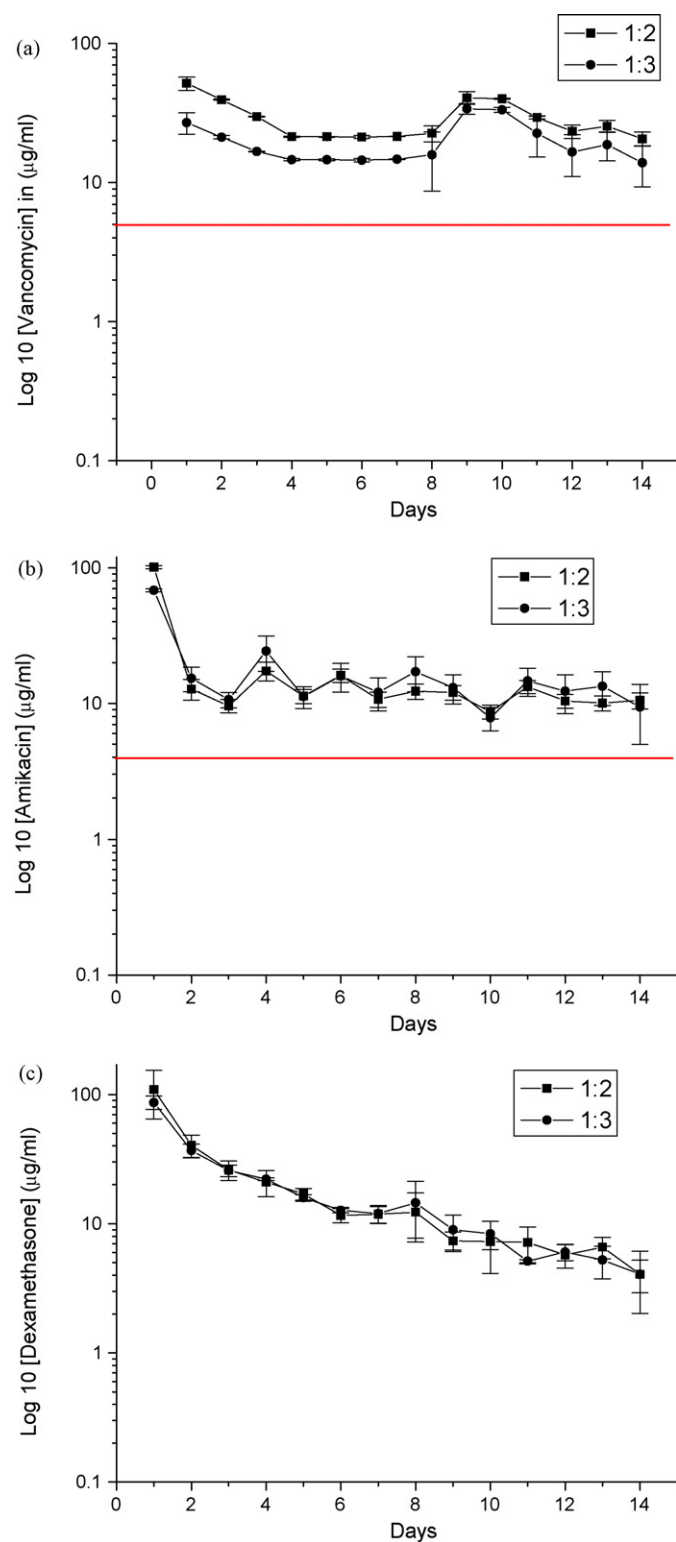 (a)
1:2
1:3
Log 10 [Vancomycin] in (μg/ml)
100
10
1
0.1
0 2 4 6 8 10 12 14
Days
(b)
1:2
1:3
Log 10 [Amikacin] (μg/ml)
100
10
1
0.1
0 2 4 6 8 10 12 14
Days
(c)
1:2
1:3
Log 10 [Dexamethasone] (μg/ml)
100
10
1
0.1
0 2 4 6 8 10 12 14
Days